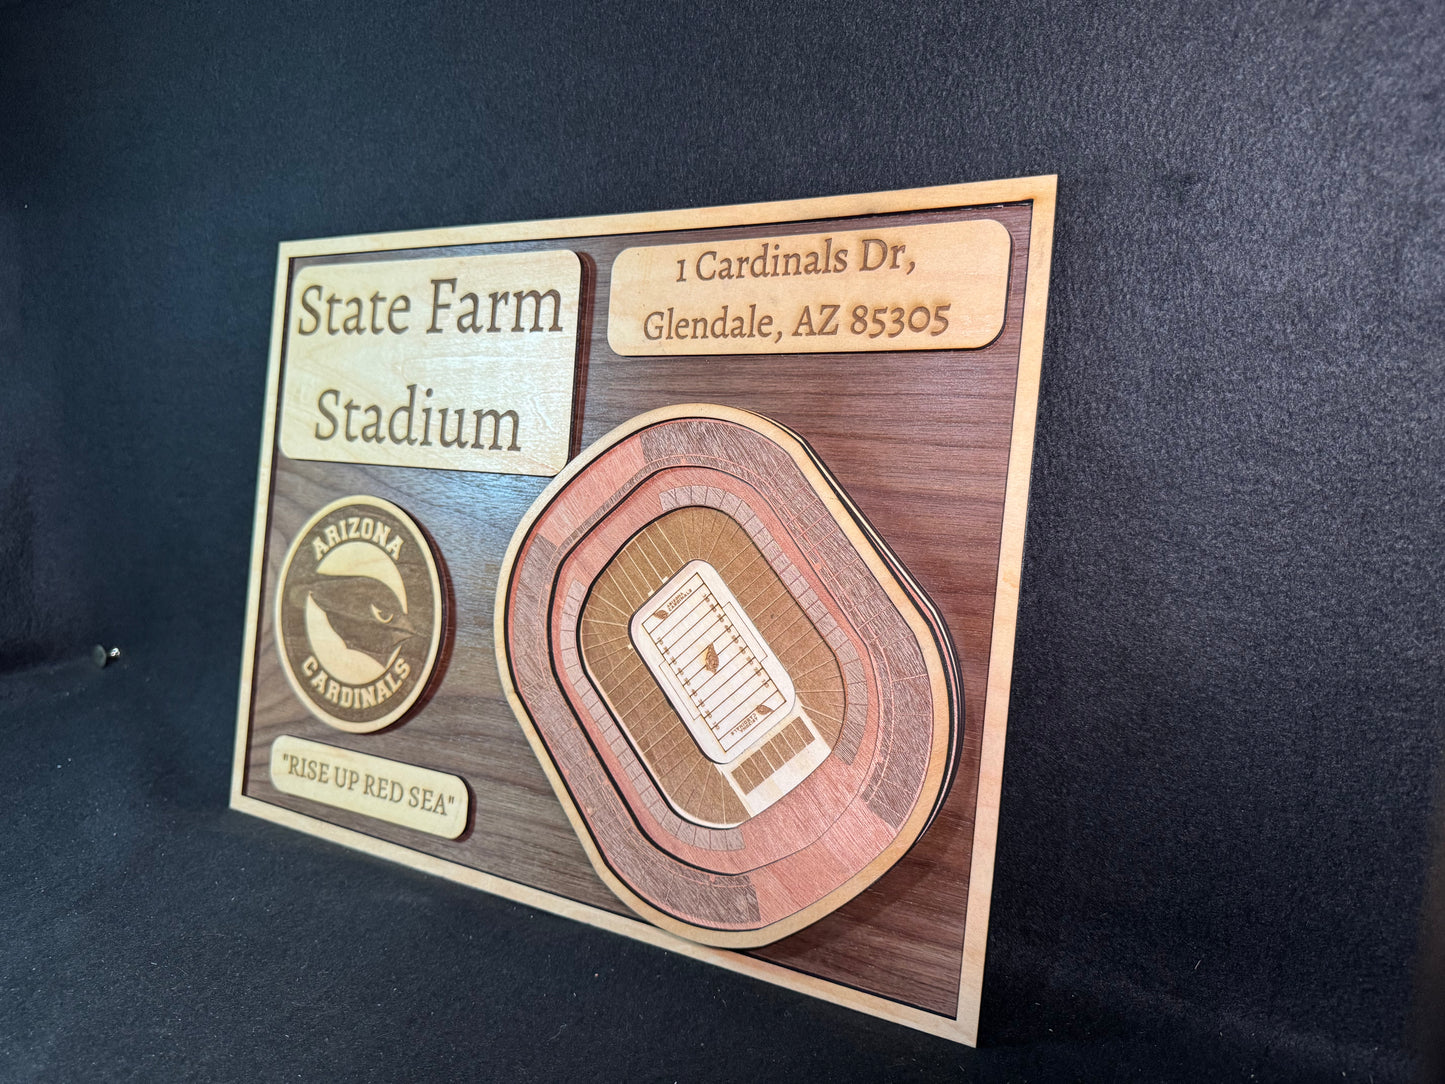 State Farm
Stadium
1 Cardinals Dr,
Glendale, AZ 85305
ARIZONA
CARDINALS
"RISE UP RED SEA"